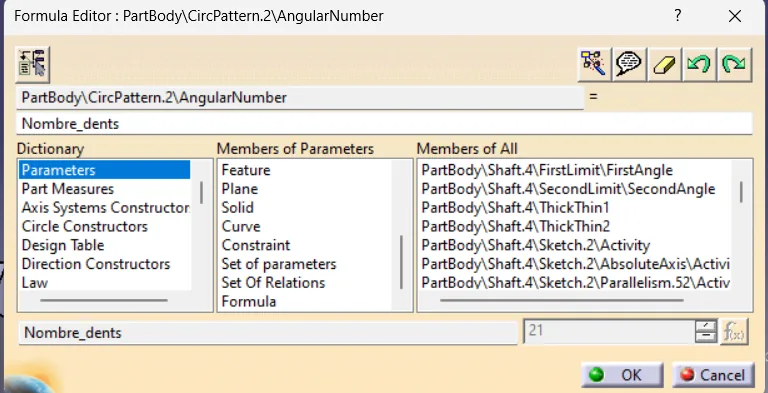 Formula Editor : PartBody\CircPattern.2\AngularNumber
PartBody\CircPattern.2\AngularNumber =
Nombre_dents
Dictionary Members of Parameters Members of All
Parameters Feature PartBody\Shaft.4\FirstLimit\FirstAngle
Part Measures Plane PartBody\Shaft.4\SecondLimit\SecondAngle
Axis Systems Constructor Solid PartBody\Shaft.4\ThickThin1
Circle Constructors Curve PartBody\Shaft.4\ThickThin2
Design Table Constraint PartBody\Shaft.4\Sketch.2\Activity
Direction Constructors Set of parameters PartBody\Shaft.4\Sketch.2\AbsoluteAxis\Activi
Law Set Of Relations PartBody\Shaft.4\Sketch.2\Parallelism.52\Activ
Formula
Nombre_dents 21 f(x)
OK Cancel